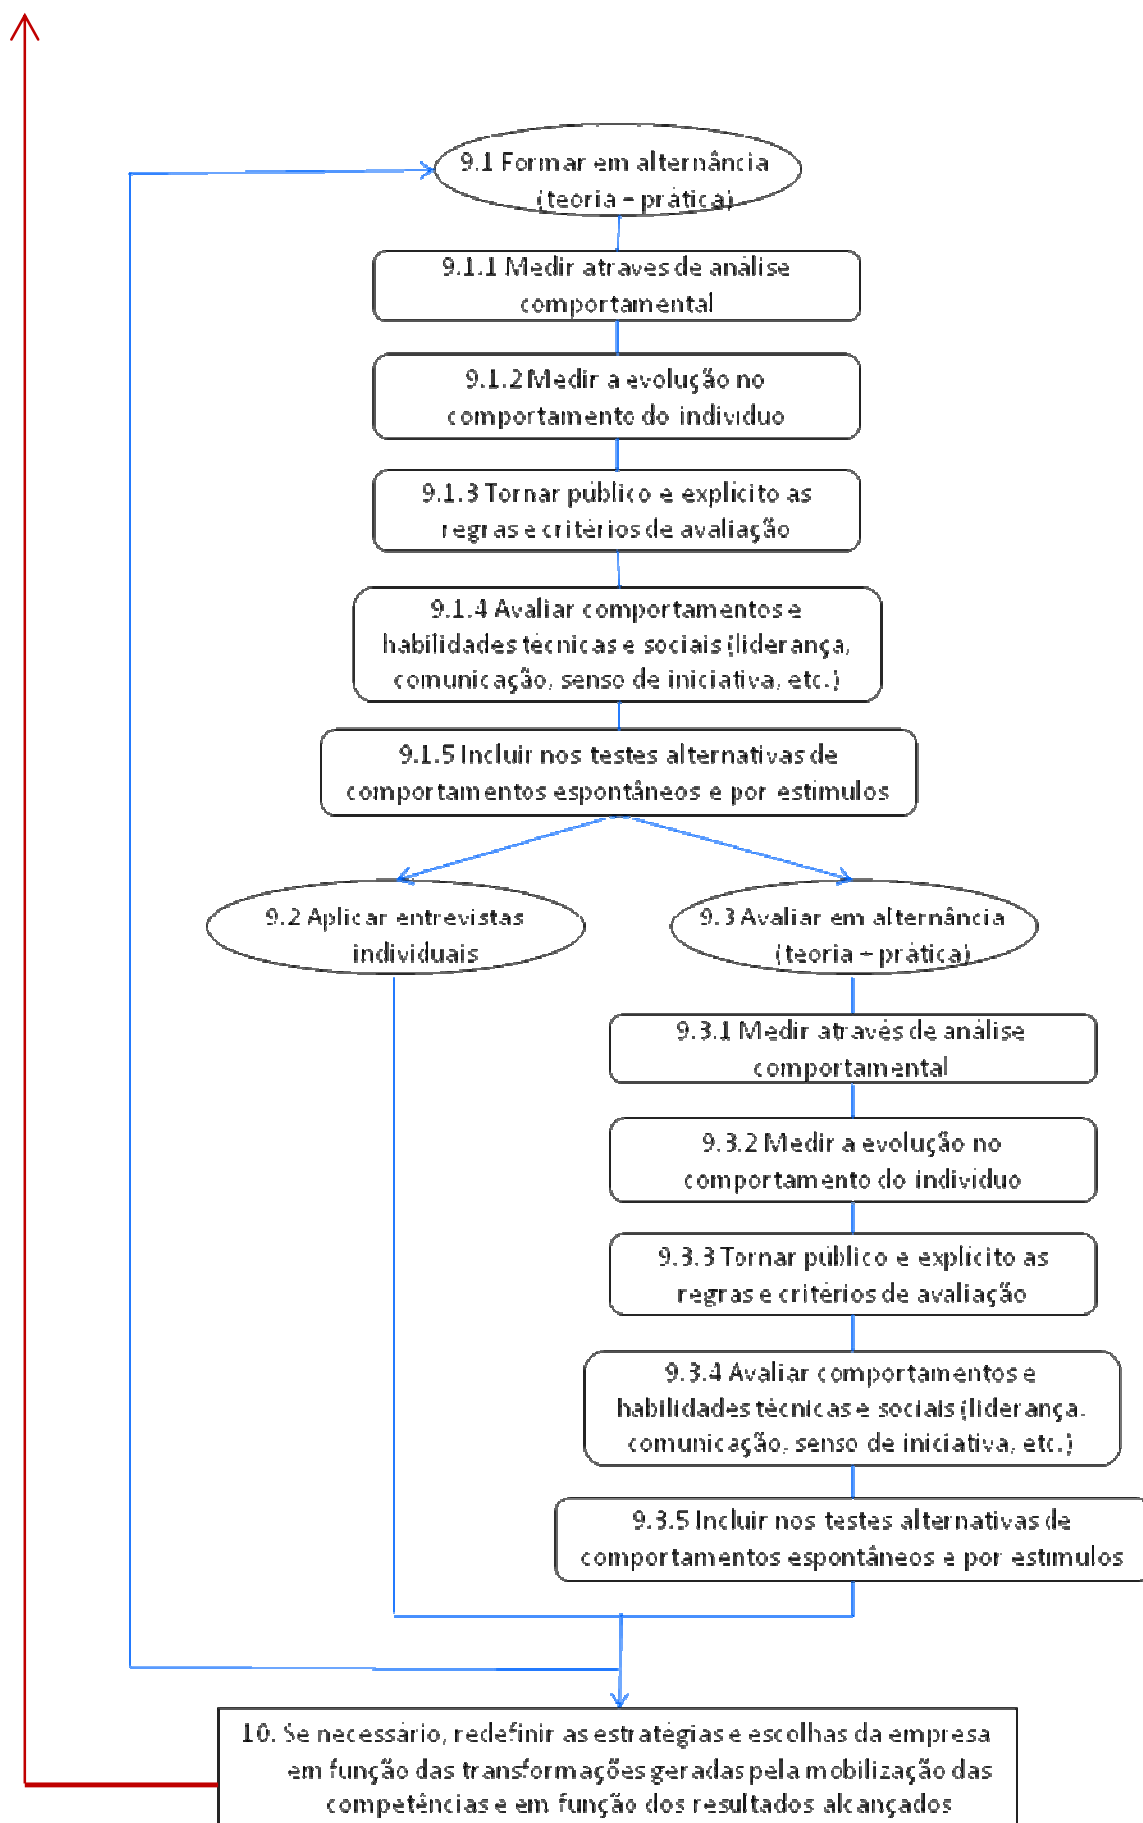 9.1 Formar em alternância
(teoria – prática)
9.1.1 Medir atraves de análise
comportamental
9.1.2 Medir a evolução no
comportamento do individuo
9.1.3 Tornar público e explicito as
regras e critérios de avaliação
9.1.4 Avaliar comportamentos e
habilidades técnicas e sociais (liderança,
comunicação, senso de iniciativa, etc.)
9.1.5 Incluir nos testes alternativas de
comportamentos espontâneos e por estimulos
9.2 Aplicar entrevistas
individuais
9.3 Avaliar em alternância
(teoria + prática)
9.3.1 Medir através de análise
comportamental
9.3.2 Medir a evolução no
comportamento do individuo
9.3.3 Tornar público e explicito as
regras e critérios de avaliação
9.3.4 Avaliar comportamentos e
habilidades técnicas e sociais (liderança,
comunicação, senso de iniciativa, etc.)
9.3.5 Incluir nos testes alternativas de
comportamentos espontâneos e por estimulos
10. Se necessário, redefinir as estratégias e escolhas da empresa
em função das transformações geradas pela mobilização das
competências e em função dos resultados alcançados